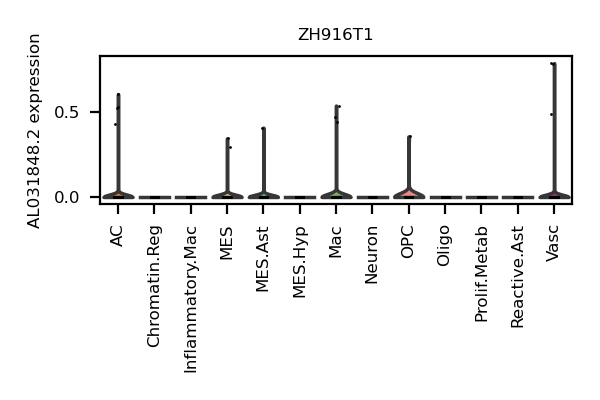 ZH916T1
AL031848.2 expression
0.5
0.0
AC
Chromatin.Reg
Inflammatory.Mac
MES
MES.Ast
MES.Hyp
Mac
Neuron
OPC
Oligo
Prolif.Metab
Reactive.Ast
Vasc